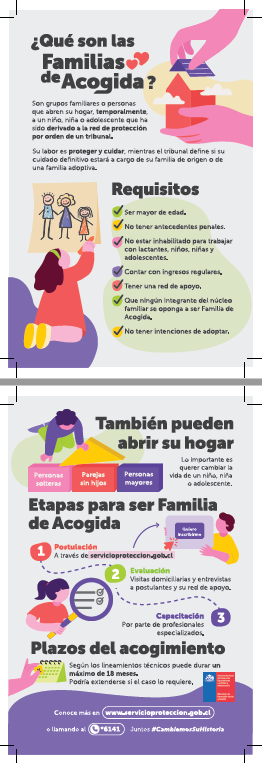 ¿Qué son las
Familias
de Acogida?
Son grupos familiares o personas
que abren su hogar, temporalmente,
a un niño, niña o adolescente que ha
sido derivado a la red de protección
por orden de un tribunal.
Su labor es proteger y cuidar, mientras el tribunal define si su
cuidado definitivo estará a cargo de su familia de origen o de
una familia adoptiva.
Requisitos
Ser mayor de edad.
No tener antecedentes penales.
No estar inhabilitado para trabajar
con lactantes, niños, niñas y
adolescentes.
Contar con ingresos regulares.
Tener una red de apoyo.
Que ningún integrante del núcleo
familiar se oponga a ser Familia de
Acogida.
No tener intenciones de adoptar.
También pueden
abrir su hogar
Personas
solteras
Parejas
sin hijos
Personas
mayores
Lo importante es
querer cambiar la
vida de un niño, niña
o adolescente.
Etapas para ser Familia
de Acogida
Quiero
inscribirme
1 Postulación
A través de servicioproteccion.gob.cl
2 Evaluación
Visitas domiciliarias y entrevistas
a postulantes y su red de apoyo.
Capacitación 3
Por parte de profesionales
especializados.
Plazos del acogimiento
Según los lineamientos técnicos puede durar un
máximo de 18 meses.
Podría extenderse si el caso lo requiere.
Conoce más en www.servicioproteccion.gob.cl
o llamando al *6141 Juntos #CambiamosSuHistoria